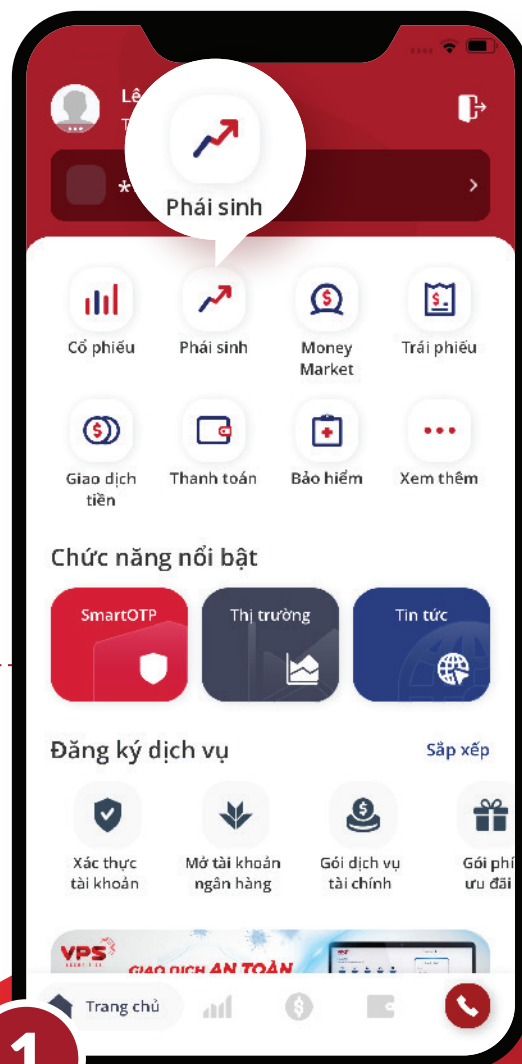 Lê
**
Phái sinh
Cổ phiếu
Phái sinh
Money
Market
Trái phiếu
Giao dịch
tiền
Thanh toán
Bảo hiểm
Xem thêm
Chức năng nổi bật
SmartOTP
Thị trường
Tin tức
Đăng ký dịch vụ
Sắp xếp
Xác thực
tài khoản
Mở tài khoản
ngân hàng
Gói dịch vụ
tài chính
Gói phí
ưu đãi
VPS
GIAO DỊCH AN TOÀN
Trang chủ
1